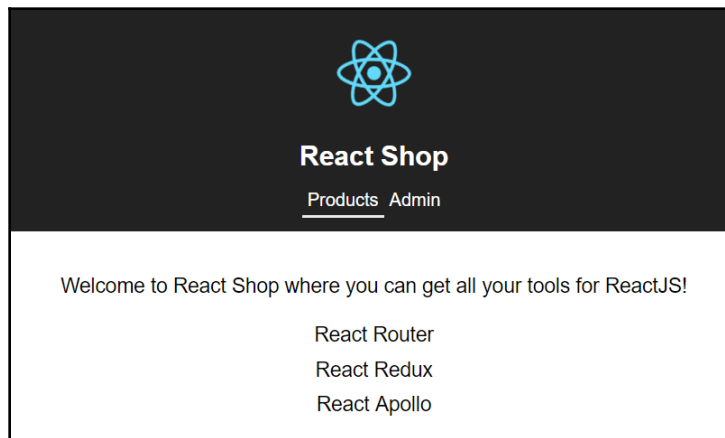 React Shop
Products Admin
Welcome to React Shop where you can get all your tools for ReactJS!
React Router
React Redux
React Apollo